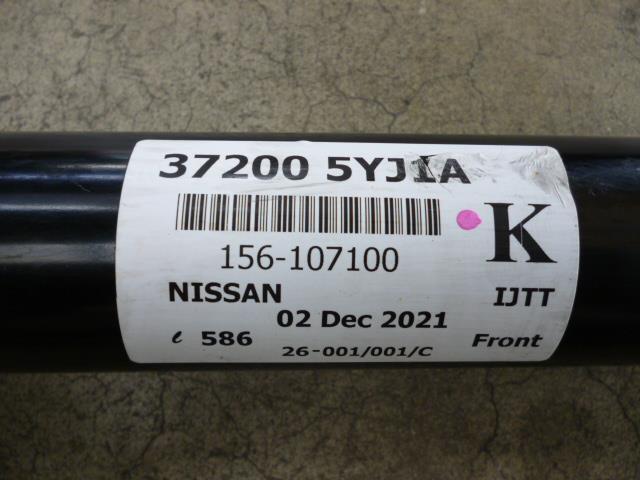 37200 5YJ1A
K
156-107100
NISSAN
IJTT
02 Dec 2021
ℓ 586
Front
26-001/001/C